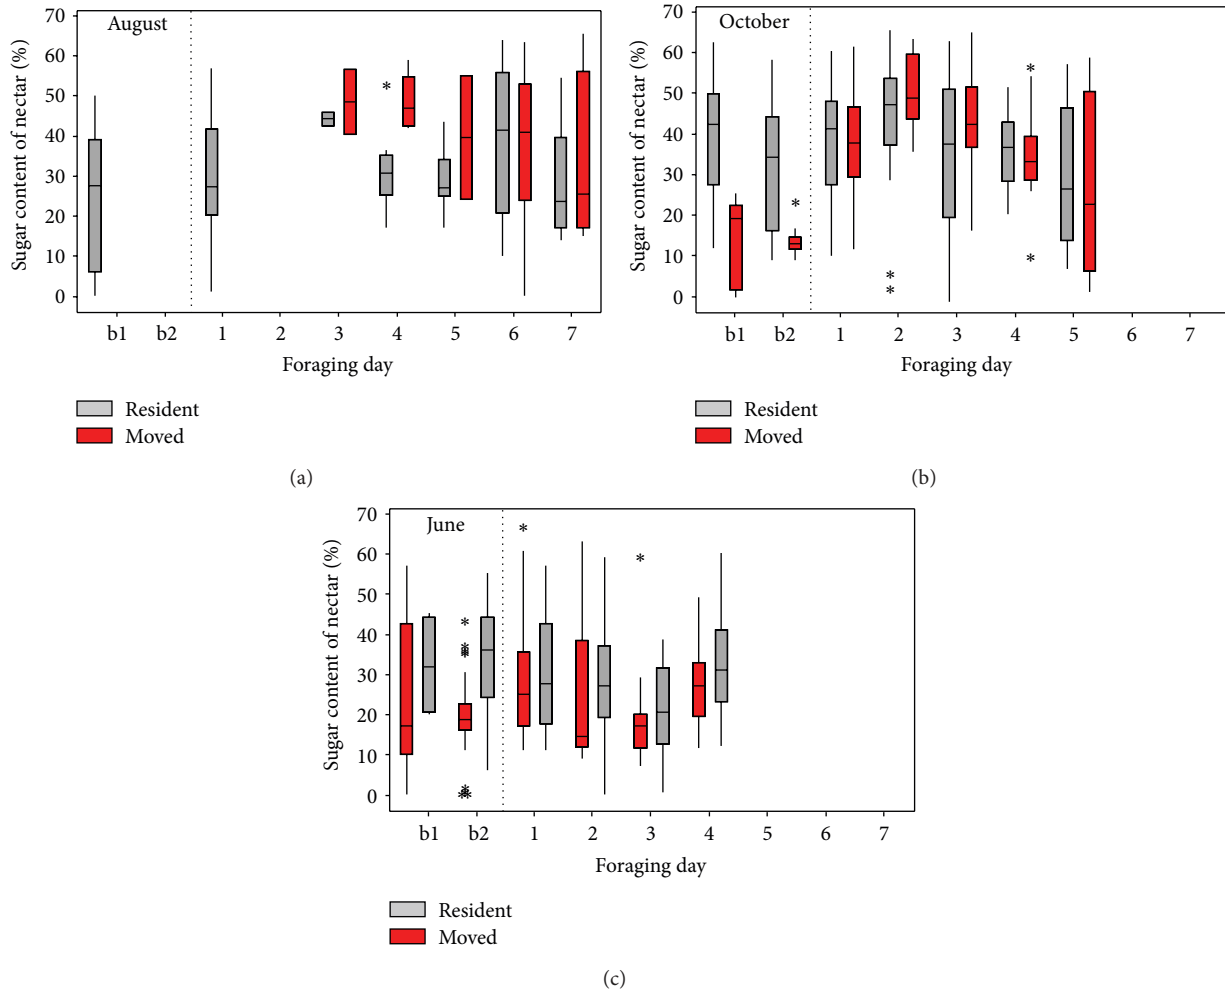 August
Sugar content of nectar (%)
70
60
50
40
30
20
10
0
b1 b2 1 2 3 4 5 6 7
Foraging day
Resident
Moved
(a)
October
Sugar content of nectar (%)
70
60
50
40
30
20
10
0
b1 b2 1 2 3 4 5 6 7
Foraging day
Resident
Moved
(b)
June
Sugar content of nectar (%)
70
60
50
40
30
20
10
0
b1 b2 1 2 3 4 5 6 7
Foraging day
Resident
Moved
(c)